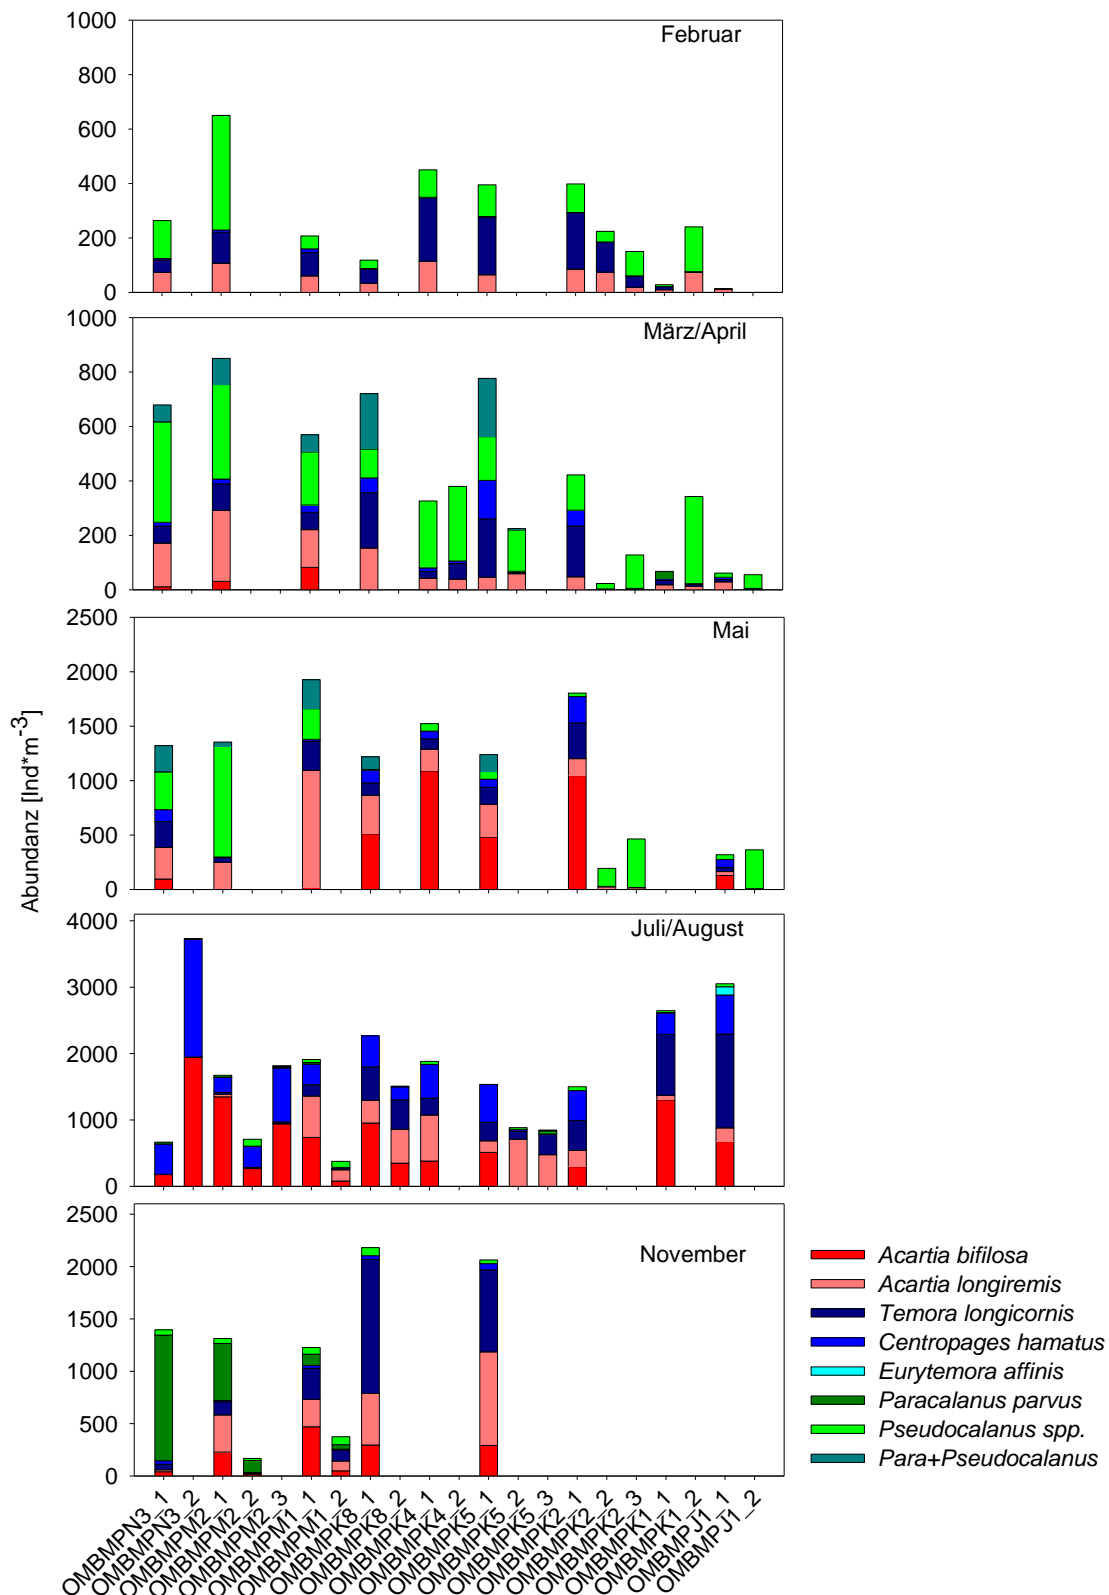 Februar
1000
800
600
400
200
0
März/April
1000
800
600
400
200
0
Mai
2500
2000
1500
1000
500
0
Abundanz [Ind*m-3]
Juli/August
4000
3000
2000
1000
0
November
2500
2000
1500
1000
500
0
Acartia bifilosa
Acartia longiremis
Temora longicornis
Centropages hamatus
Eurytemora affinis
Paracalanus parvus
Pseudocalanus spp.
Para+Pseudocalanus
OMBMPN3_1
OMBMPN3_2
OMBMPM2_1
OMBMPM2_2
OMBMPM2_3
OMBMPM1_1
OMBMPM1_2
OMBMPK8_1
OMBMPK8_2
OMBMPK4_1
OMBMPK4_2
OMBMPK5_1
OMBMPK5_2
OMBMPK5_3
OMBMPK2_1
OMBMPK2_2
OMBMPK2_3
OMBMPK1_1
OMBMPK1_2
OMBMPJ1_1
OMBMPJ1_2